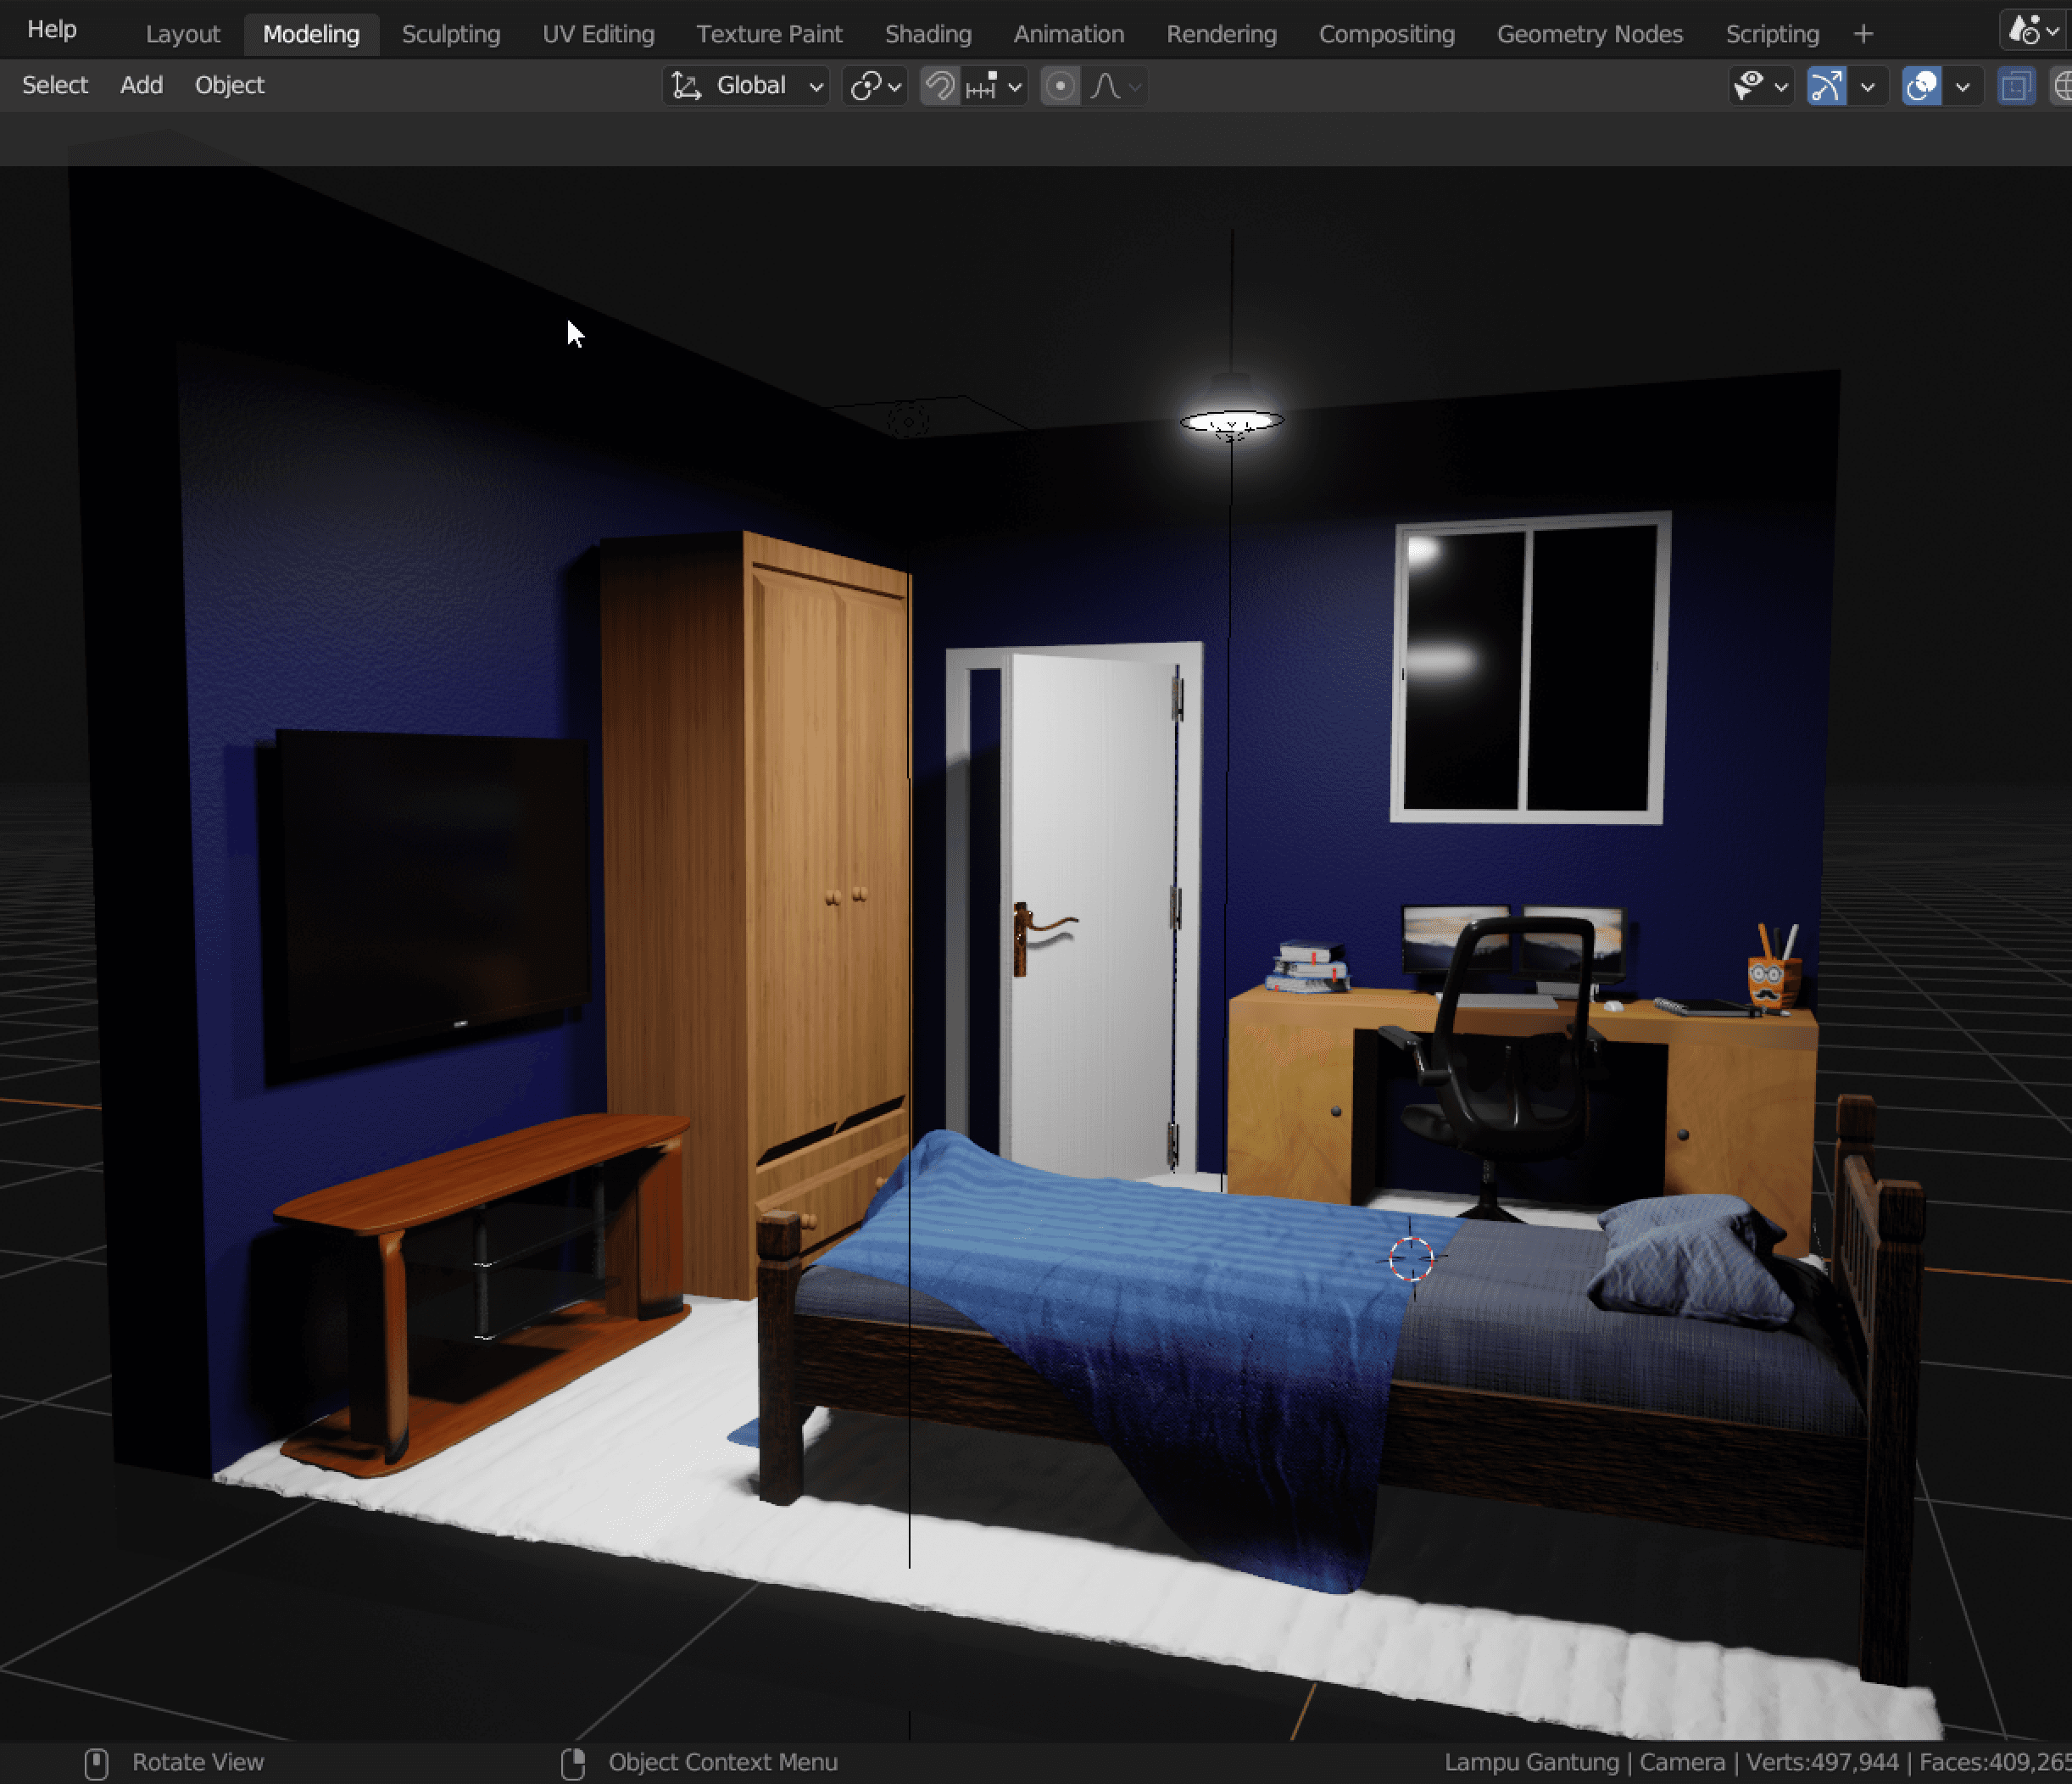 Help Layout Modeling Sculpting UV Editing Texture Paint Shading Animation Rendering Compositing Geometry Nodes Scripting +
Select Add Object Global
Rotate View Object Context Menu Lampu Gantung | Camera | Verts:497,944 | Faces:409,265